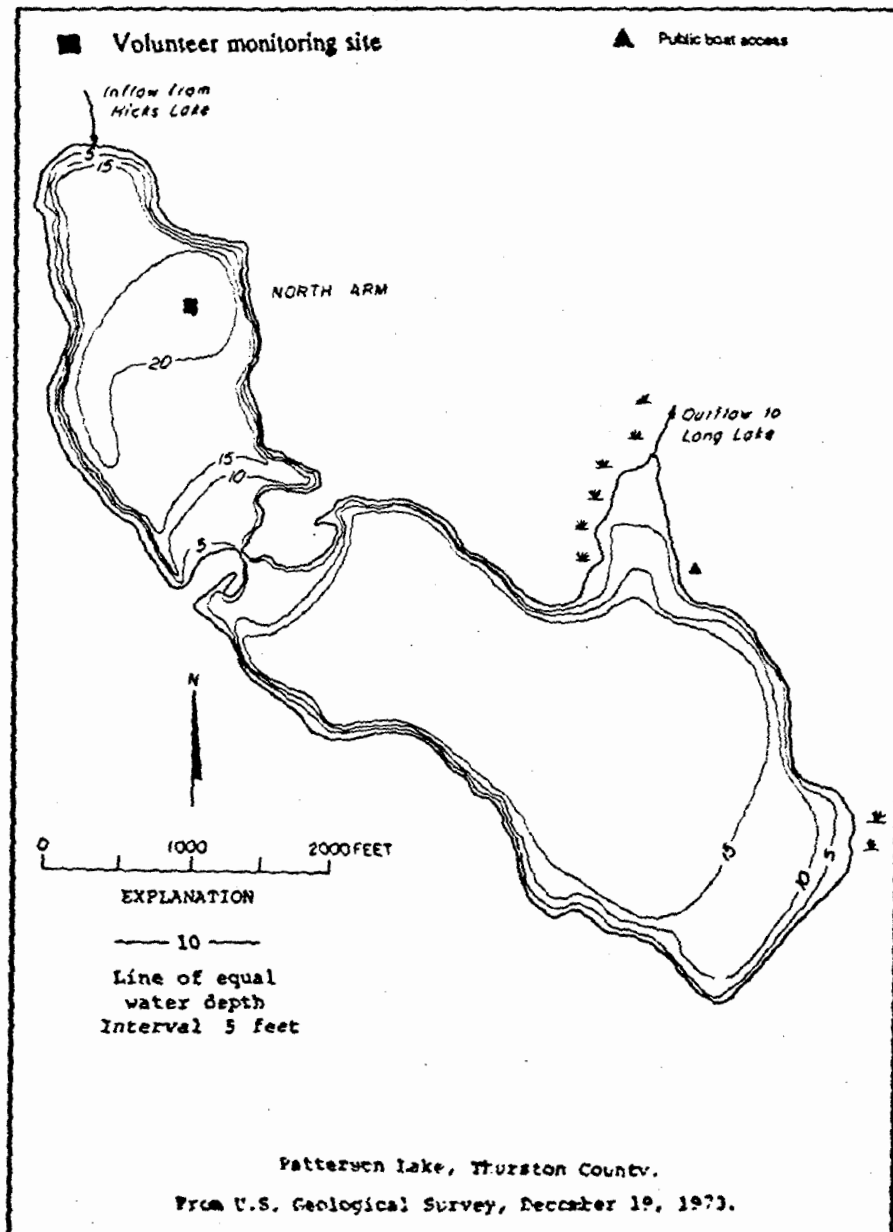 Volunteer monitoring site
Public boat access
Inflow from
Hicks Lake
5
15
NORTH ARM
20
Outflow to
Long Lake
15
10
5
N
15
10
5
0 1000 2000 FEET
EXPLANATION
10
Line of equal
water depth
Interval 5 feet
Patterson Lake, Thurston County.
From U.S. Geological Survey, December 19, 1973.